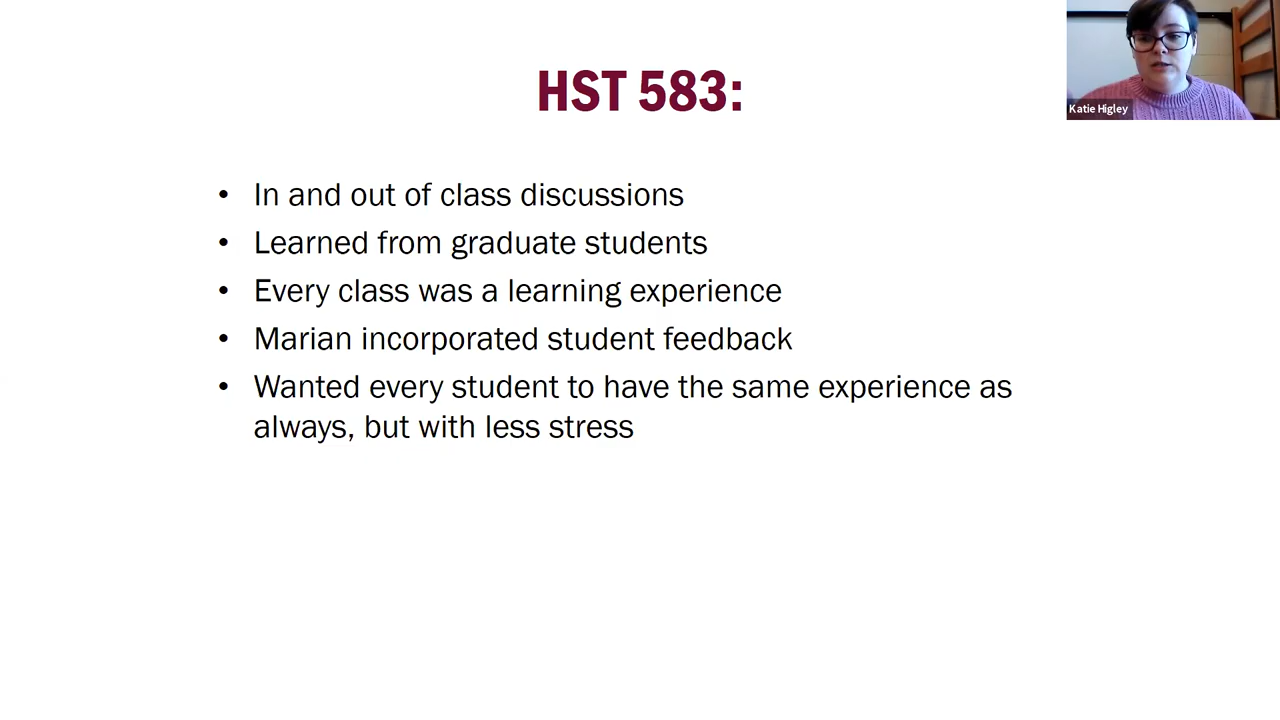 HST 583:
Katie Higley
• In and out of class discussions
• Learned from graduate students
• Every class was a learning experience
• Marian incorporated student feedback
• Wanted every student to have the same experience as
always, but with less stress